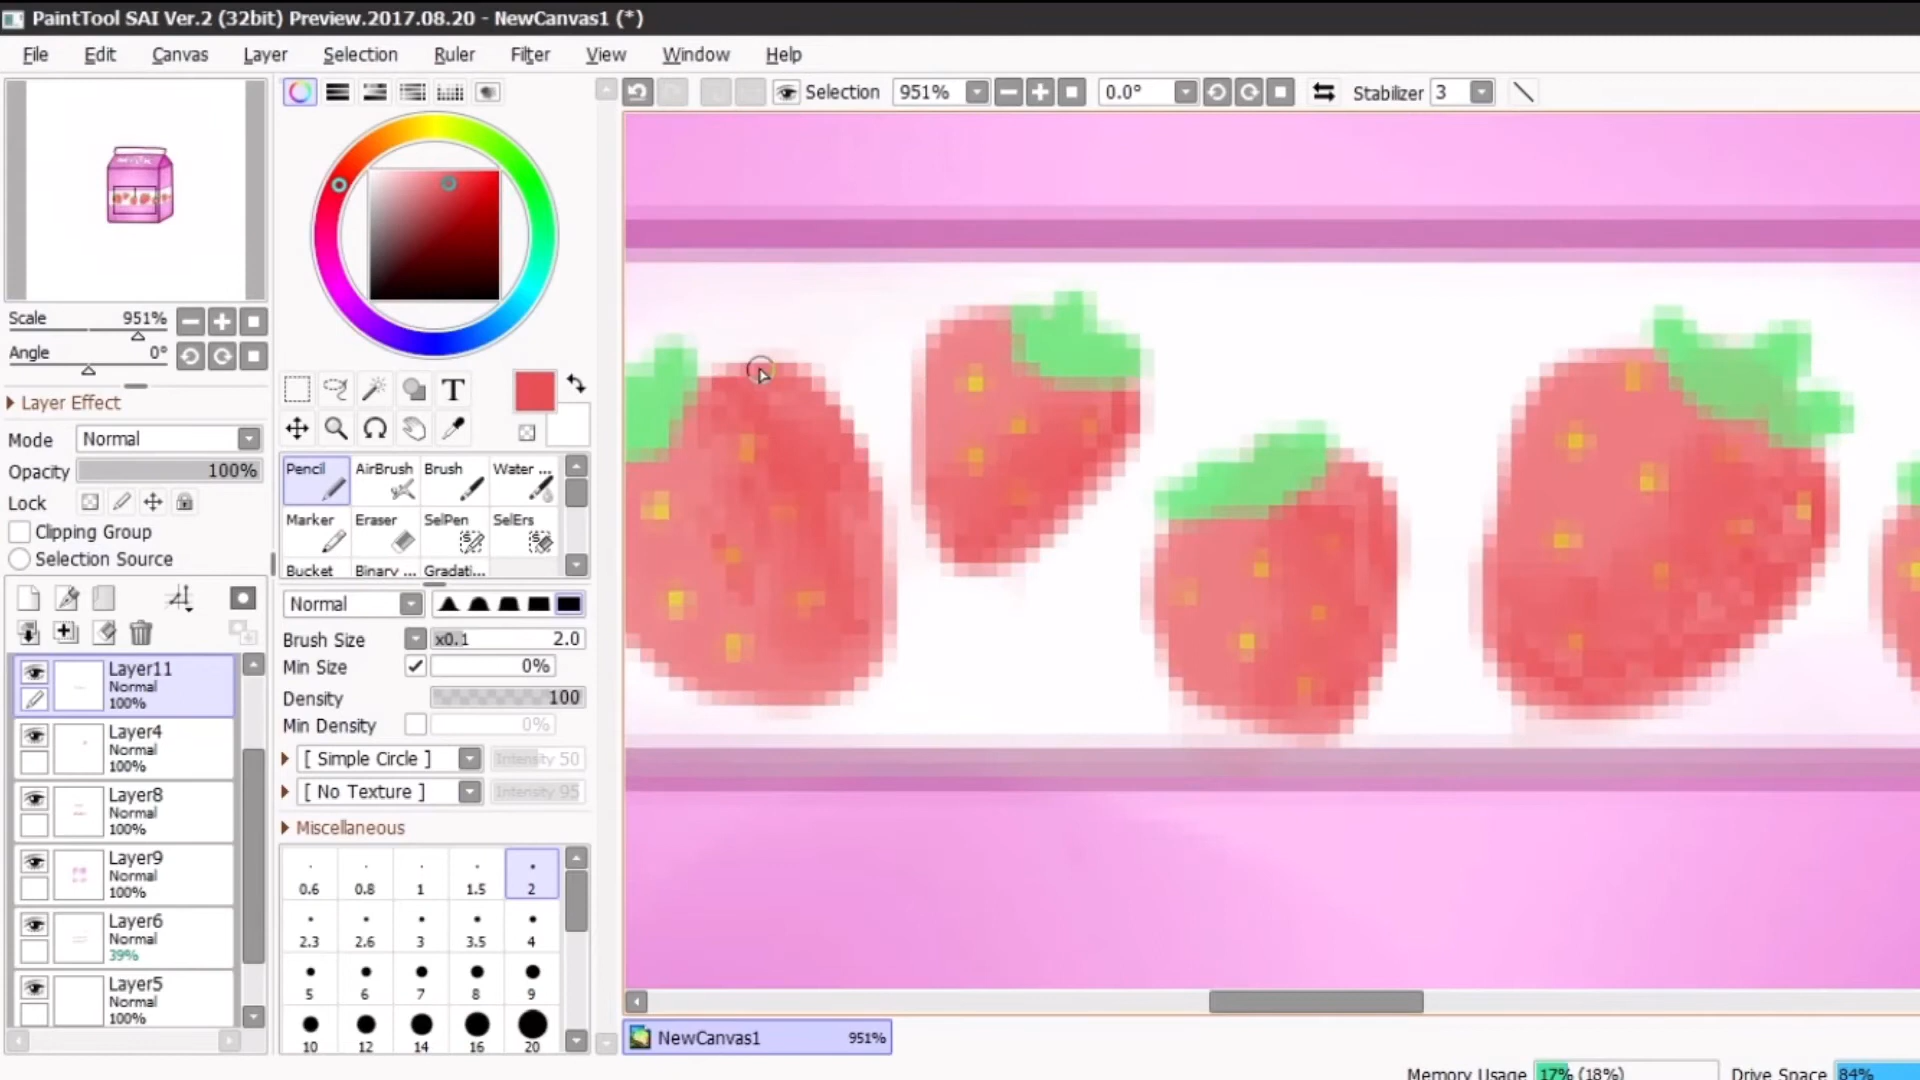 PaintTool SAI Ver.2 (32bit) Preview.2017.08.20 - NewCanvas1 (*)
File Edit Canvas Layer Selection Ruler Filter View Window Help
Selection 951% 0.0° Stabilizer 3
Scale 951%
Angle 0°
Layer Effect
Mode Normal
Opacity 100%
Lock
Clipping Group
Selection Source
Layer11
Normal
100%
Layer4
Normal
100%
Layer8
Normal
100%
Layer9
Normal
100%
Layer6
Normal
39%
Layer5
Normal
100%
T
Pencil AirBrush Brush Water ...
Marker Eraser SelPen SelErs
Bucket Binary ... Gradati...
Normal
Brush Size x0.1 2.0
Min Size 0%
Density 100
Min Density 0%
[ Simple Circle ] Intensity 50
[ No Texture ] Intensity 95
Miscellaneous
0.6 0.8 1 1.5 2
2.3 2.6 3 3.5 4
5 6 7 8 9
10 12 14 16 20
NewCanvas1 951%
Memory Usage 17% (18%) Drive Space 84%